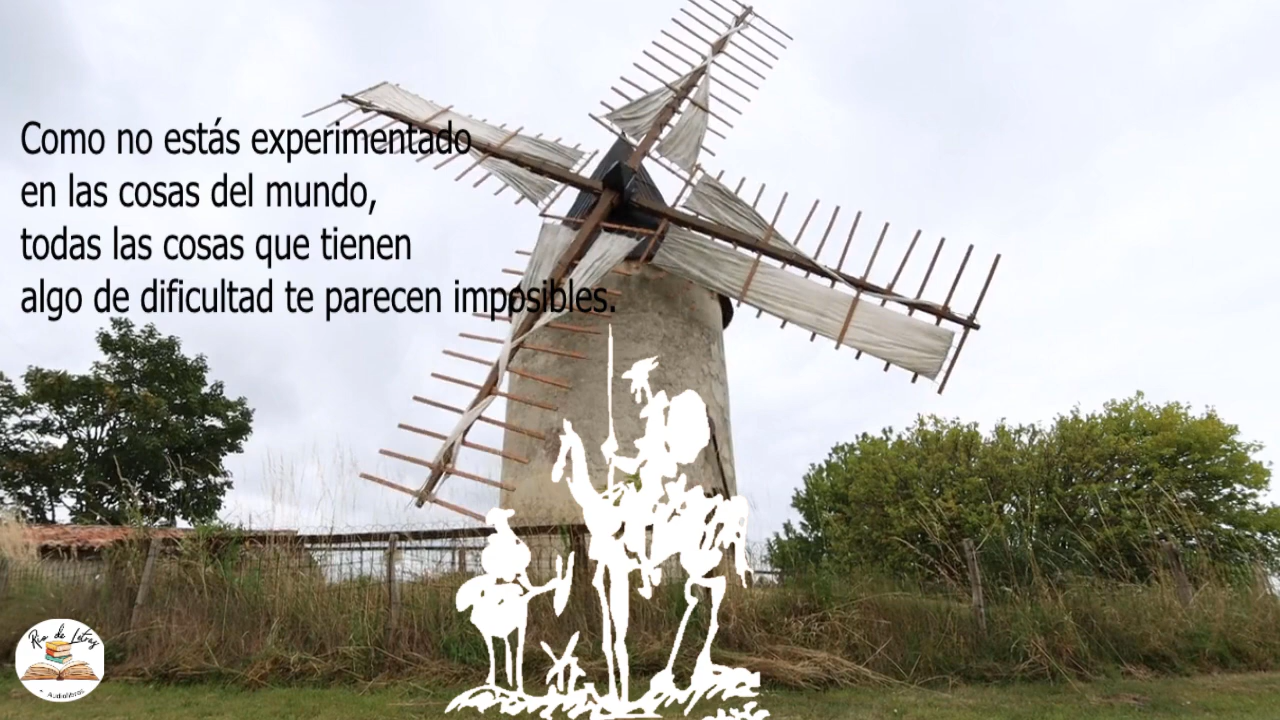 Como no estás experimentado
en las cosas del mundo,
todas las cosas que tienen
algo de dificultad te parecen imposibles.
Rio de Letras
Audiolibros